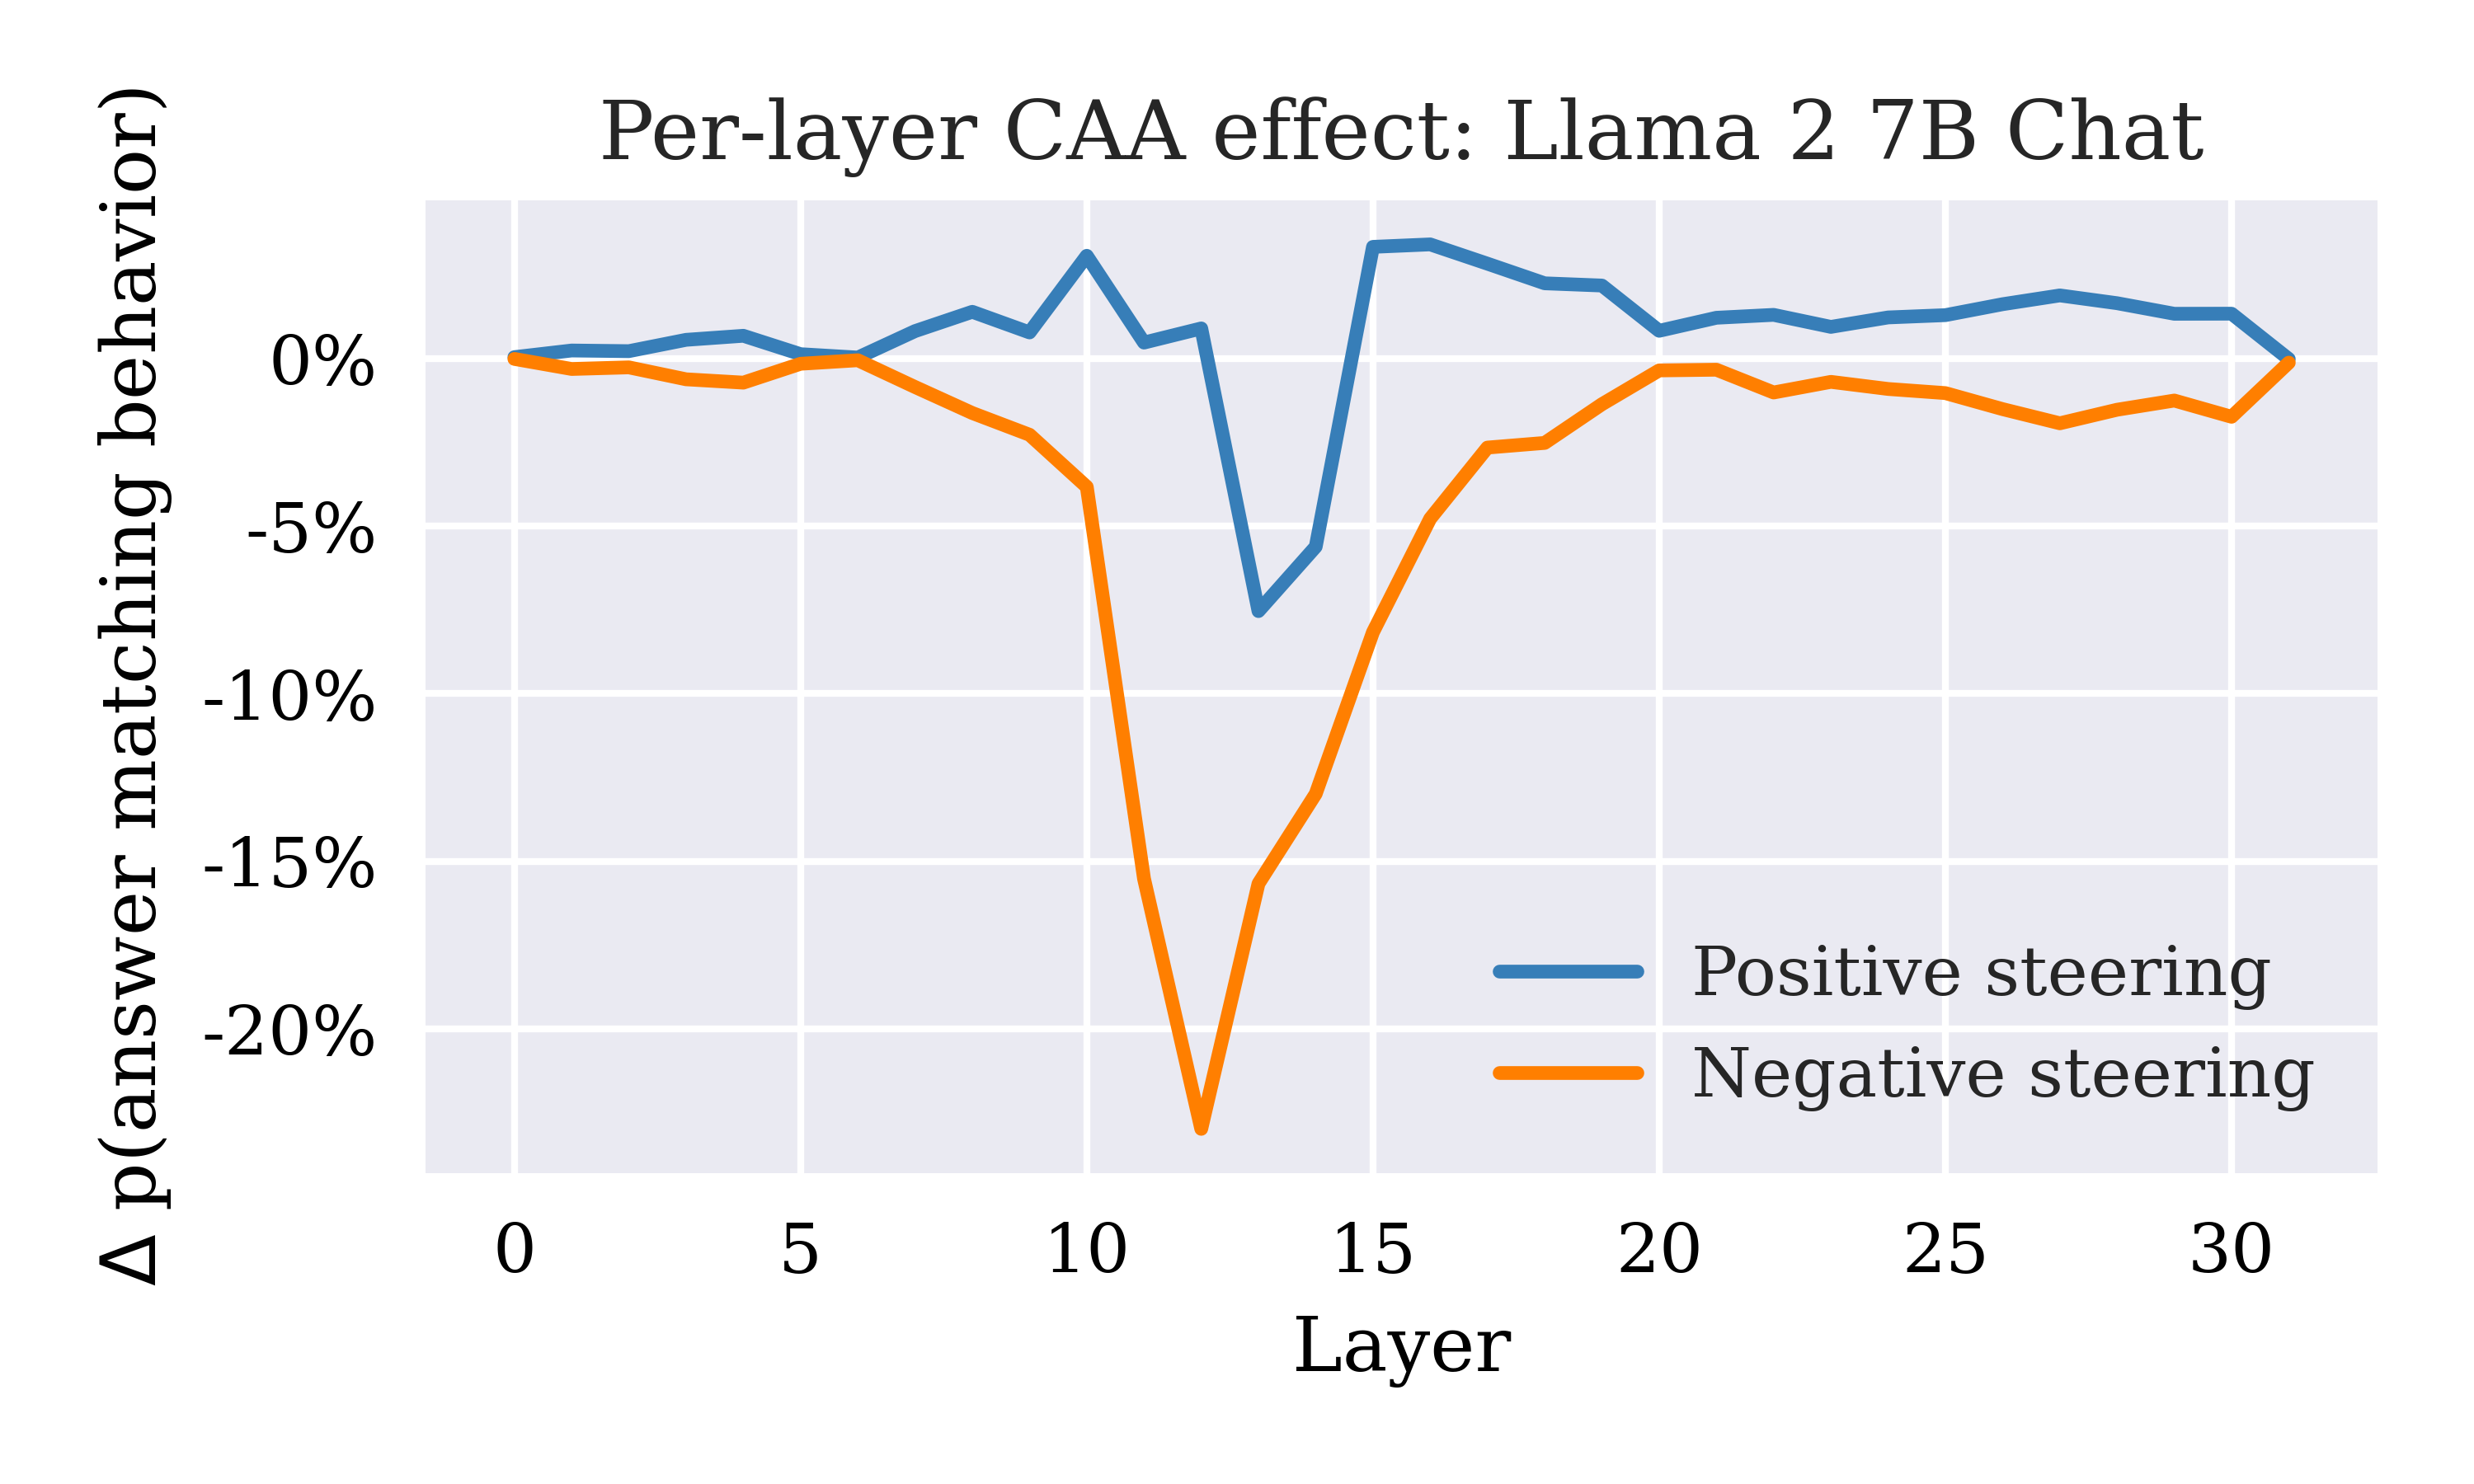 Per-layer CAA effect: Llama 2 7B Chat
Δ p(answer matching behavior)
0%
-5%
-10%
-15%
-20%
Positive steering
Negative steering
0 5 10 15 20 25 30
Layer